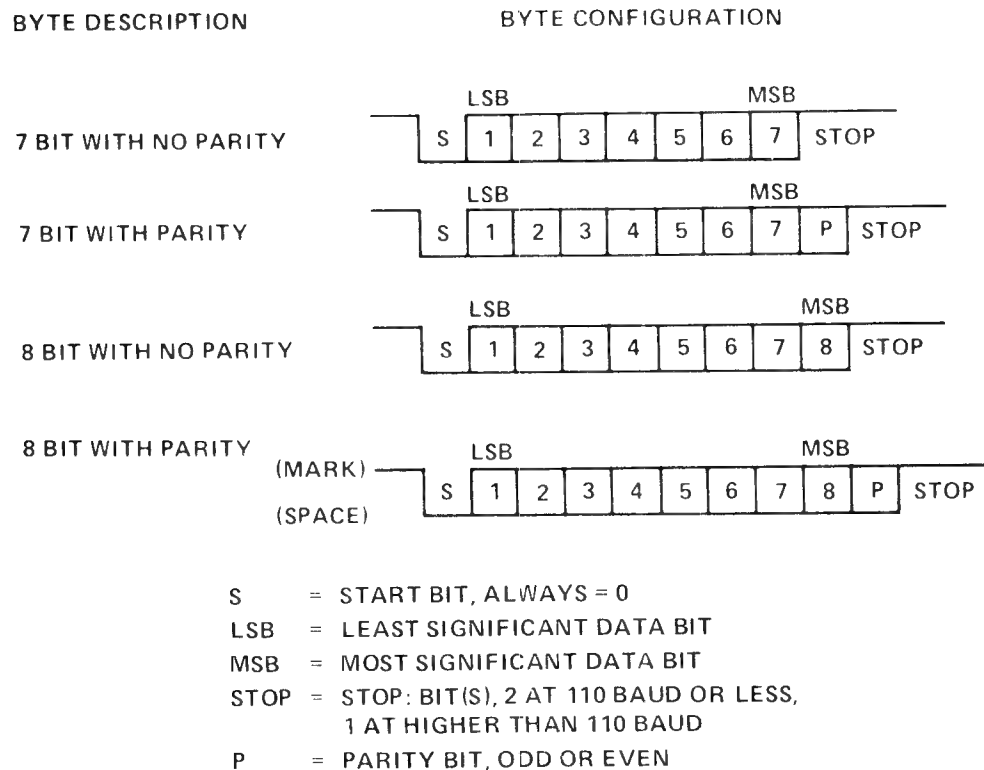 BYTE DESCRIPTION BYTE CONFIGURATION
LSB MSB
7 BIT WITH NO PARITY S 1 2 3 4 5 6 7 STOP
LSB MSB
7 BIT WITH PARITY S 1 2 3 4 5 6 7 P STOP
LSB MSB
8 BIT WITH NO PARITY S 1 2 3 4 5 6 7 8 STOP
8 BIT WITH PARITY LSB MSB
(MARK)
S 1 2 3 4 5 6 7 8 P STOP
(SPACE)
S = START BIT, ALWAYS = 0
LSB = LEAST SIGNIFICANT DATA BIT
MSB = MOST SIGNIFICANT DATA BIT
STOP = STOP: BIT(S), 2 AT 110 BAUD OR LESS,
1 AT HIGHER THAN 110 BAUD
P = PARITY BIT, ODD OR EVEN